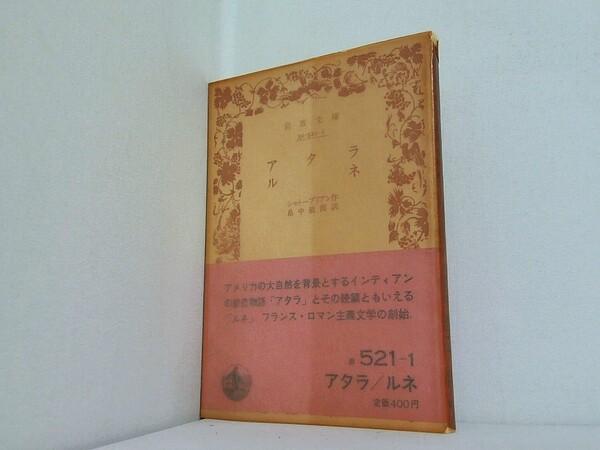 岩波文庫
アタラ
ルネ
シャトーブリアン作
畠中敏郎訳
アメリカの大自然を背景とするインディアン
の悲恋物語「アタラ」とその続篇ともいえる
「ルネ」. フランス・ロマン主義文学の創始.
赤 521-1
アタラ／ルネ
定価400円